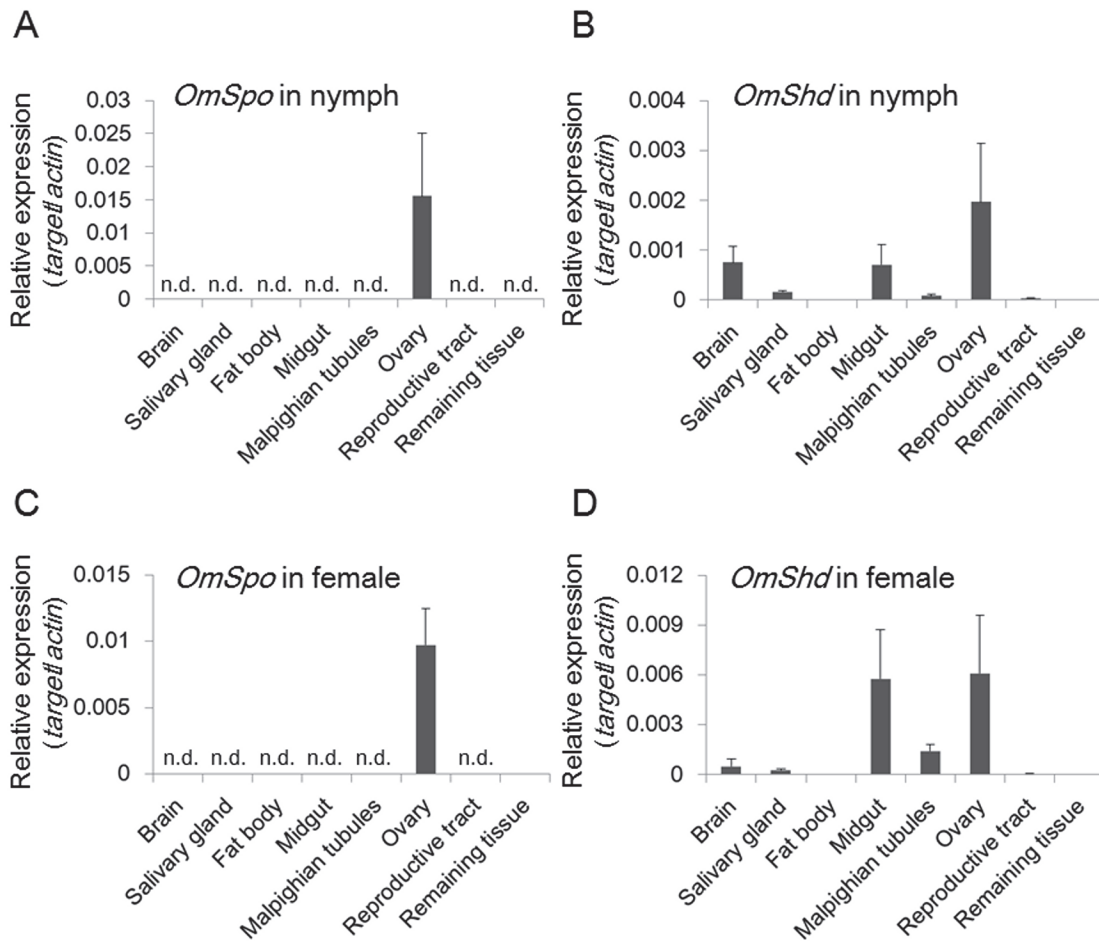 A
OmSpo in nymph
Relative expression
(target/actin)
0.03
0.025
0.02
0.015
0.01
0.005
0
n.d. n.d. n.d. n.d. n.d. n.d. n.d.
Brain
Salivary gland
Fat body
Midgut
Malpighian tubules
Ovary
Reproductive tract
Remaining tissue
B
OmShd in nymph
Relative expression
(target/actin)
0.004
0.003
0.002
0.001
0
Brain
Salivary gland
Fat body
Midgut
Malpighian tubules
Ovary
Reproductive tract
Remaining tissue
C
OmSpo in female
Relative expression
(target/actin)
0.015
0.01
0.005
0
n.d. n.d. n.d. n.d. n.d. n.d.
Brain
Salivary gland
Fat body
Midgut
Malpighian tubules
Ovary
Reproductive tract
Remaining tissue
D
OmShd in female
Relative expression
(target/actin)
0.012
0.009
0.006
0.003
0
Brain
Salivary gland
Fat body
Midgut
Malpighian tubules
Ovary
Reproductive tract
Remaining tissue